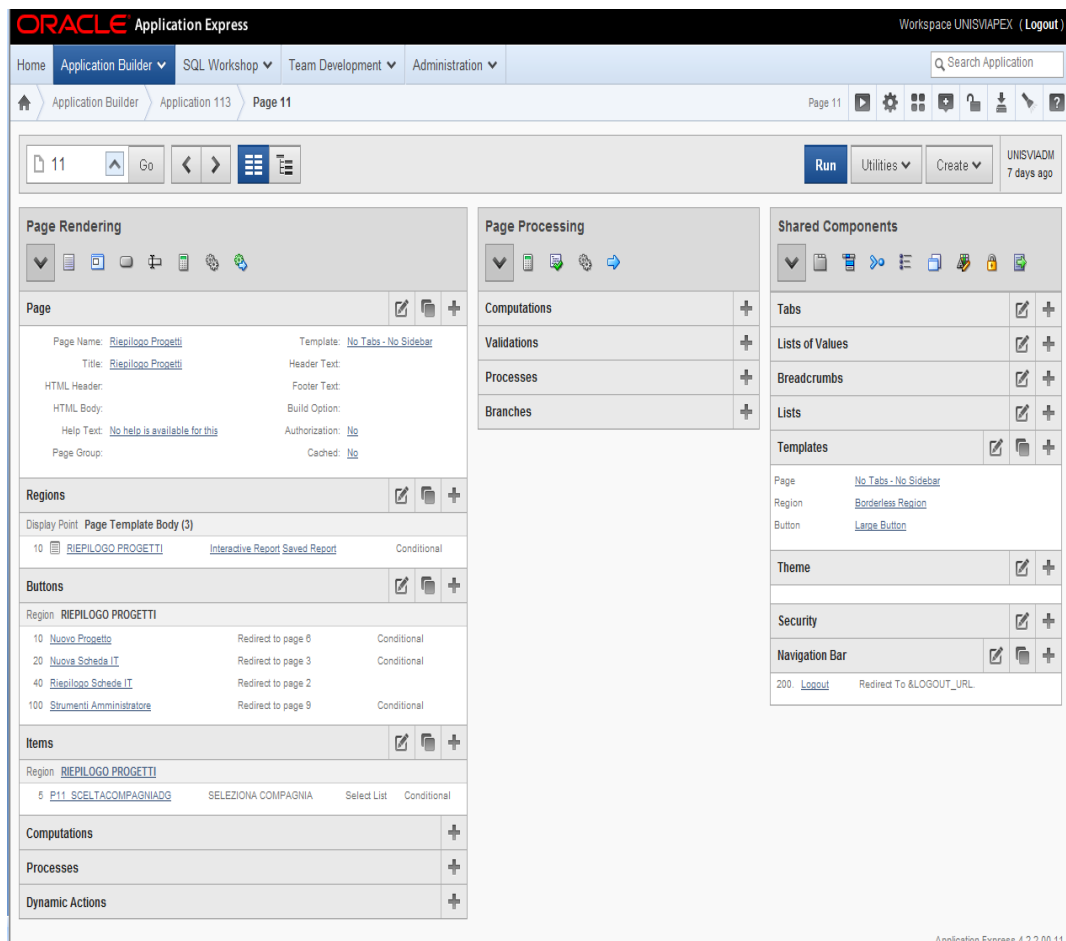 ORACLE Application Express
Workspace UNISVIAPEX ( Logout )
Home
Application Builder
SQL Workshop
Team Development
Administration
Search Application
Application Builder
Application 113
Page 11
Page 11
11
Go
Run
Utilities
Create
UNISVIADM
7 days ago
Page Rendering
Page
Page Name: Riepilogo Progetti
Template: No Tabs - No Sidebar
Title: Riepilogo Progetti
Header Text:
HTML Header:
Footer Text:
HTML Body:
Build Option:
Help Text: No help is available for this
Authorization: No
Page Group:
Cached: No
Regions
Display Point Page Template Body (3)
10 RIEPILOGO PROGETTI Interactive Report Saved Report Conditional
Buttons
Region RIEPILOGO PROGETTI
10 Nuovo Progetto Redirect to page 6 Conditional
20 Nuova Scheda IT Redirect to page 3 Conditional
40 Riepilogo Schede IT Redirect to page 2
100 Strumenti Amministratore Redirect to page 9 Conditional
Items
Region RIEPILOGO PROGETTI
5 P11_SCELTACOMPAGNIADG SELEZIONA COMPAGNIA Select List Conditional
Computations
Processes
Dynamic Actions
Page Processing
Computations
Validations
Processes
Branches
Shared Components
Tabs
Lists of Values
Breadcrumbs
Lists
Templates
Page No Tabs - No Sidebar
Region Borderless Region
Button Large Button
Theme
Security
Navigation Bar
200. Logout Redirect To &LOGOUT_URL.
Application Express 4.2.2.00.11